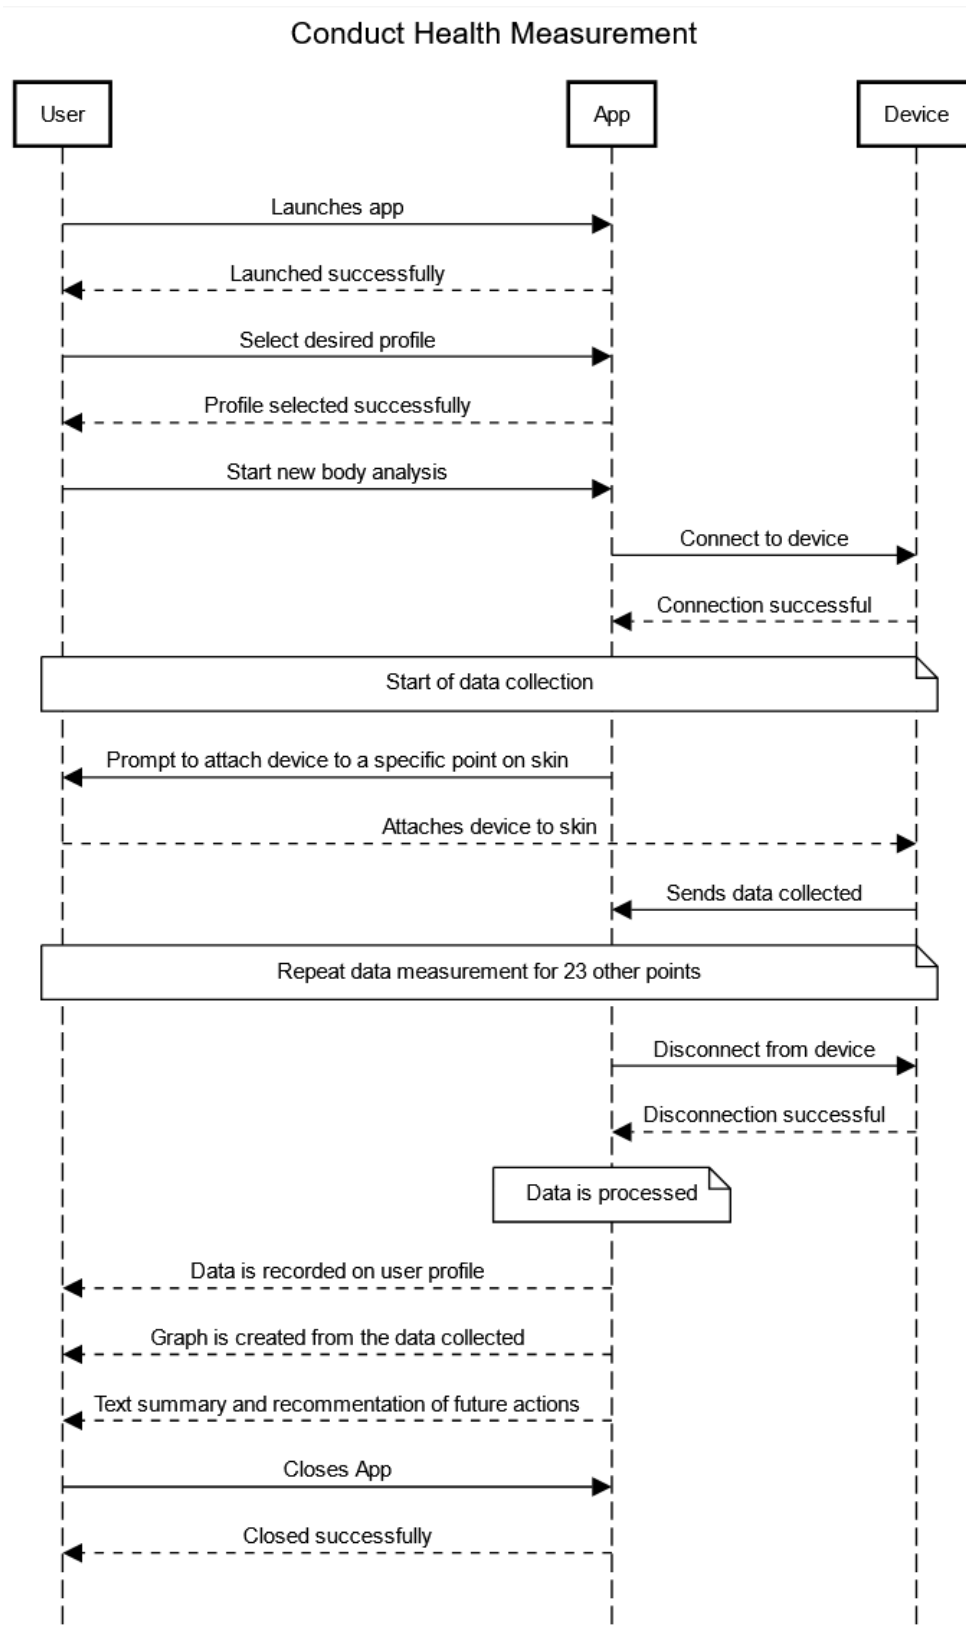 Conduct Health Measurement
User
App
Device
Launches app
Launched successfully
Select desired profile
Profile selected successfully
Start new body analysis
Connect to device
Connection successful
Start of data collection
Prompt to attach device to a specific point on skin
Attaches device to skin
Sends data collected
Repeat data measurement for 23 other points
Disconnect from device
Disconnection successful
Data is processed
Data is recorded on user profile
Graph is created from the data collected
Text summary and recommentation of future actions
Closes App
Closed successfully